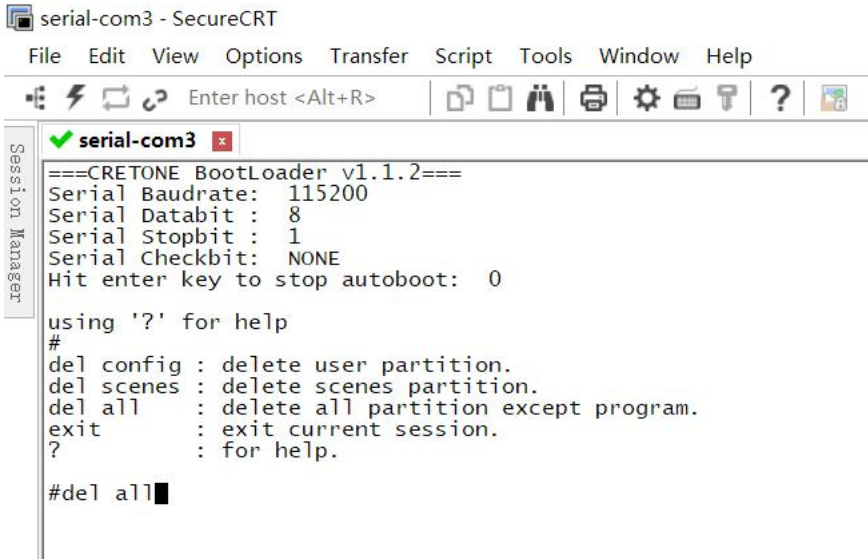 serial-com3 - SecureCRT
File Edit View Options Transfer Script Tools Window Help
Enter host <Alt+R>
Session Manager
serial-com3
===CRETONE BootLoader v1.1.2===
Serial Baudrate:  115200
Serial Databit :  8
Serial Stopbit :  1
Serial Checkbit:  NONE
Hit enter key to stop autoboot:  0
using '?' for help
#
del config : delete user partition.
del scenes : delete scenes partition.
del all    : delete all partition except program.
exit       : exit current session.
?          : for help.
#del all